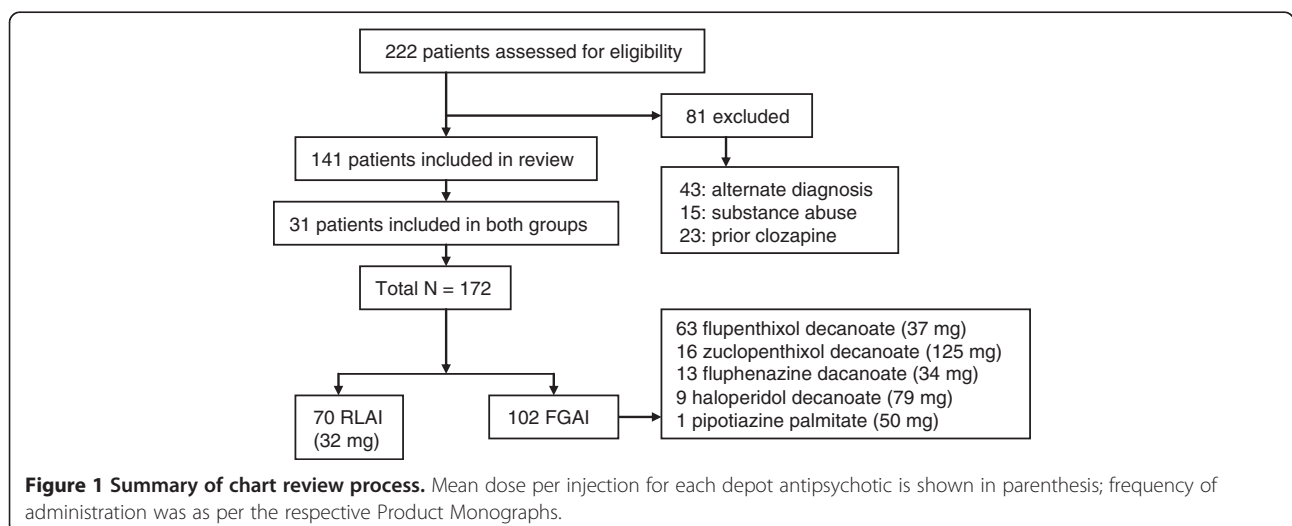 222 patients assessed for eligibility
81 excluded
141 patients included in review
43: alternate diagnosis
15: substance abuse
23: prior clozapine
31 patients included in both groups
Total N = 172
63 flupenthixol decanoate (37 mg)
16 zuclopenthixol decanoate (125 mg)
13 fluphenazine dacanoate (34 mg)
9 haloperidol decanoate (79 mg)
1 pipotiazine palmitate (50 mg)
70 RLAI
(32 mg)
102 FGAI
Figure 1 Summary of chart review process. Mean dose per injection for each depot antipsychotic is shown in parenthesis; frequency of
administration was as per the respective Product Monographs.